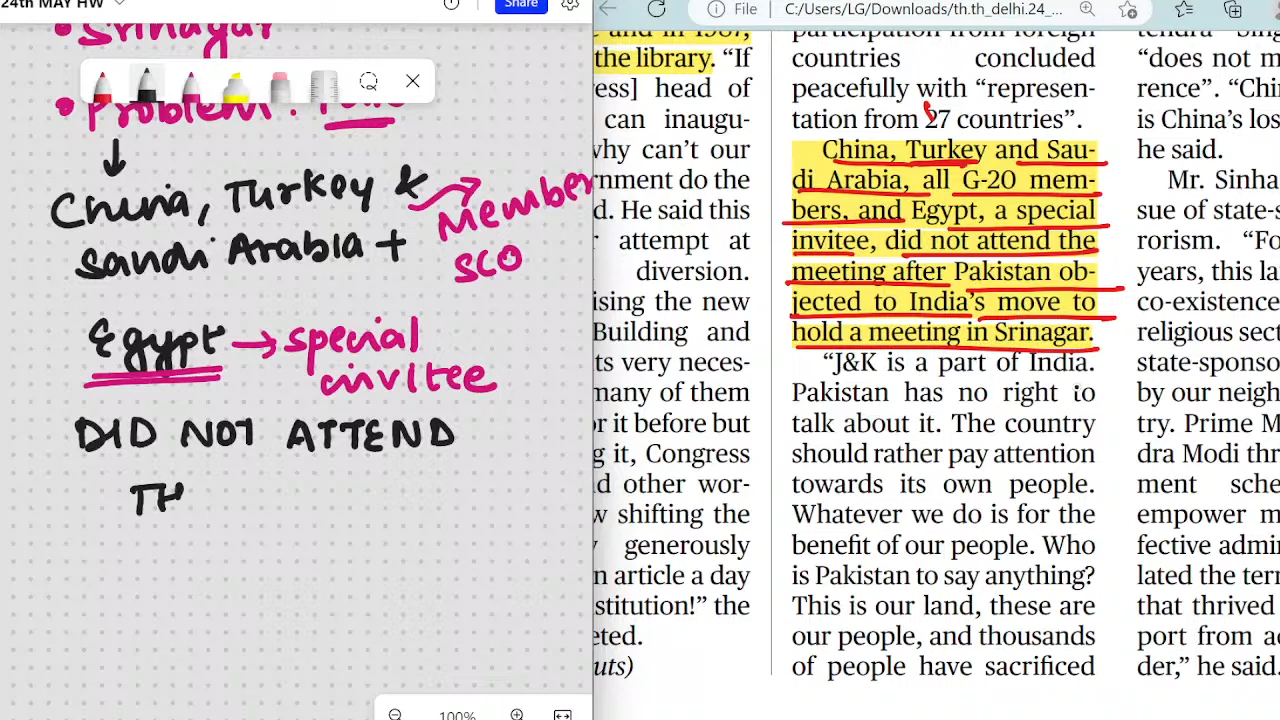 24th MAY HW
Share
• Srinagar
• Problem:
China, Turkey &
Saudi Arabia +
Member
SCO
Egypt → special
invitee
DID NOT ATTEND
TH
100%
File
C:/Users/LG/Downloads/th.th_delhi.24_...
and in 1987,
the library. “If
ress] head of
can inaugu-
why can’t our
rnment do the
d. He said this
attempt at
diversion.
ising the new
Building and
ts very neces-
many of them
or it before but
g it, Congress
d other wor-
w shifting the
generously
n article a day
stitution!” the
eted.
uts)
participation from foreign
countries concluded
peacefully with “represen-
tation from 27 countries”.
China, Turkey and Sau-
di Arabia, all G-20 mem-
bers, and Egypt, a special
invitee, did not attend the
meeting after Pakistan ob-
jected to India’s move to
hold a meeting in Srinagar.
“J&K is a part of India.
Pakistan has no right to
talk about it. The country
should rather pay attention
towards its own people.
Whatever we do is for the
benefit of our people. Who
is Pakistan to say anything?
This is our land, these are
our people, and thousands
of people have sacrificed
tendra Sing
“does not m
rence”. “Chin
is China’s los
he said.
Mr. Sinha
sue of state-s
rorism. “Fo
years, this la
co-existence
religious sect
state-sponso
by our neigh
try. Prime M
dra Modi thr
ment sche
empower m
fective admin
lated the terr
that thrived
port from ac
der,” he said.